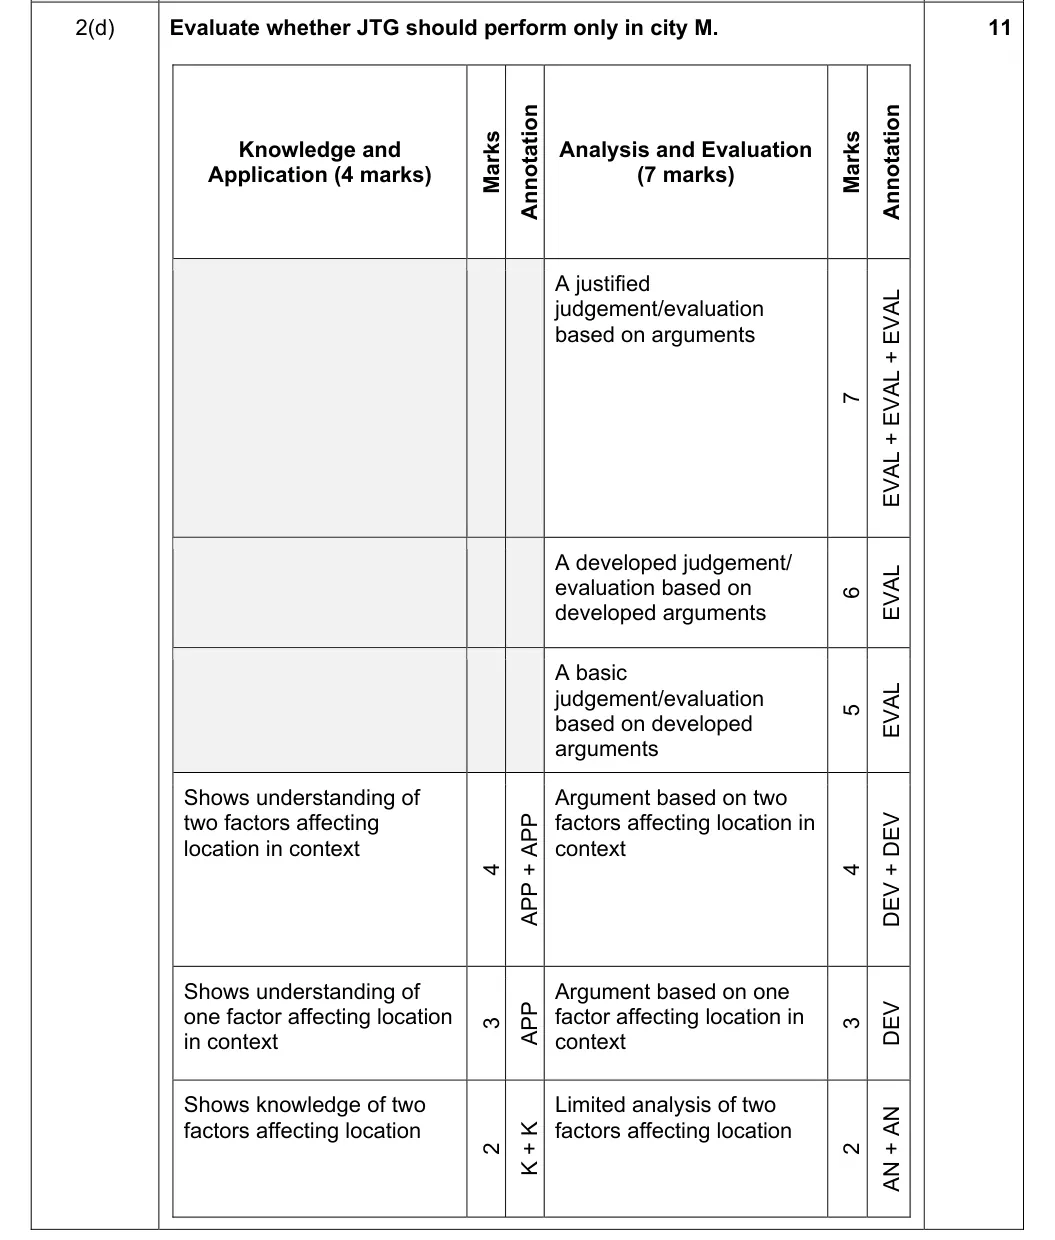 2(d)
Evaluate whether JTG should perform only in city M.
11
Knowledge and
Application (4 marks)
Marks
Annotation
Analysis and Evaluation
(7 marks)
Marks
Annotation
A justified
judgement/evaluation
based on arguments
7
EVAL + EVAL + EVAL
A developed judgement/
evaluation based on
developed arguments
6
EVAL
A basic
judgement/evaluation
based on developed
arguments
5
EVAL
Shows understanding of
two factors affecting
location in context
4
APP + APP
Argument based on two
factors affecting location in
context
4
DEV + DEV
Shows understanding of
one factor affecting location
in context
3
APP
Argument based on one
factor affecting location in
context
3
DEV
Shows knowledge of two
factors affecting location
2
K + K
Limited analysis of two
factors affecting location
2
AN + AN